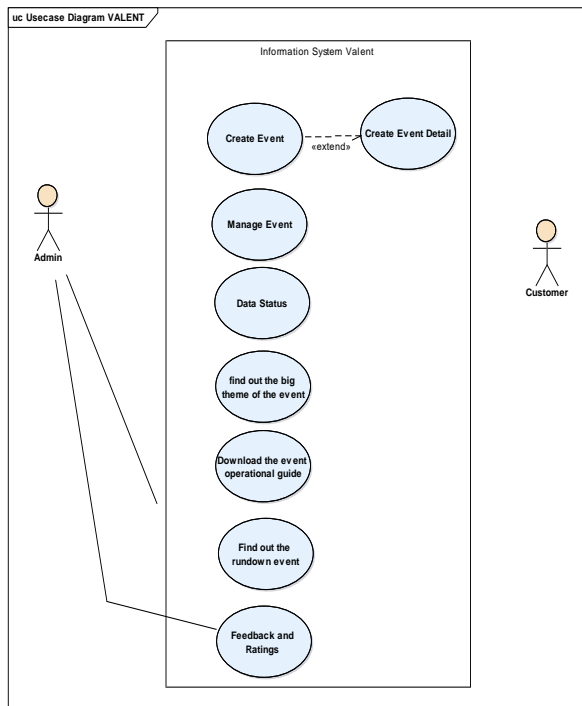 uc Usecase Diagram VALENT
Information System Valent
Create Event
«extend»
Create Event Detail
Manage Event
Admin
Customer
Data Status
find out the big
theme of the event
Download the event
operational guide
Find out the
rundown event
Feedback and
Ratings